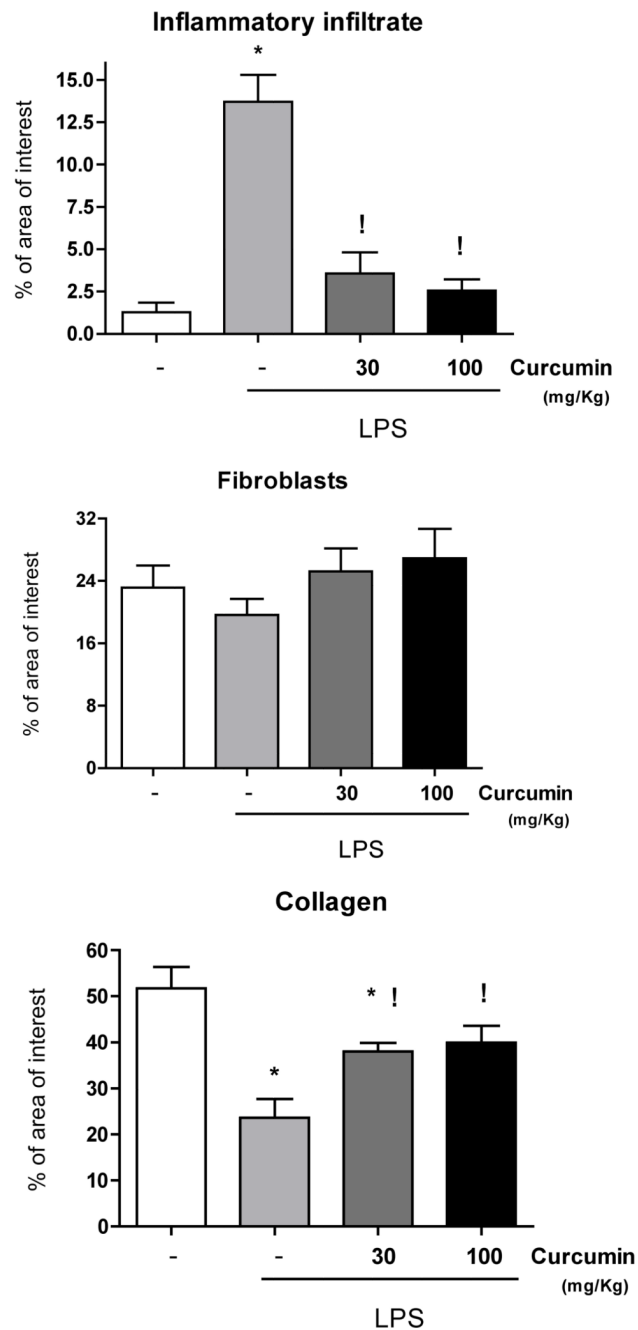 Inflammatory infiltrate
*
15.0
12.5
10.0
7.5
5.0
2.5
0.0
% of area of interest
!
!
- - 30 100 Curcumin
(mg/Kg)
LPS
Fibroblasts
32
24
16
8
0
% of area of interest
- - 30 100 Curcumin
(mg/Kg)
LPS
Collagen
60
50
40
30
20
10
0
% of area of interest
*
* !
!
- - 30 100 Curcumin
(mg/Kg)
LPS